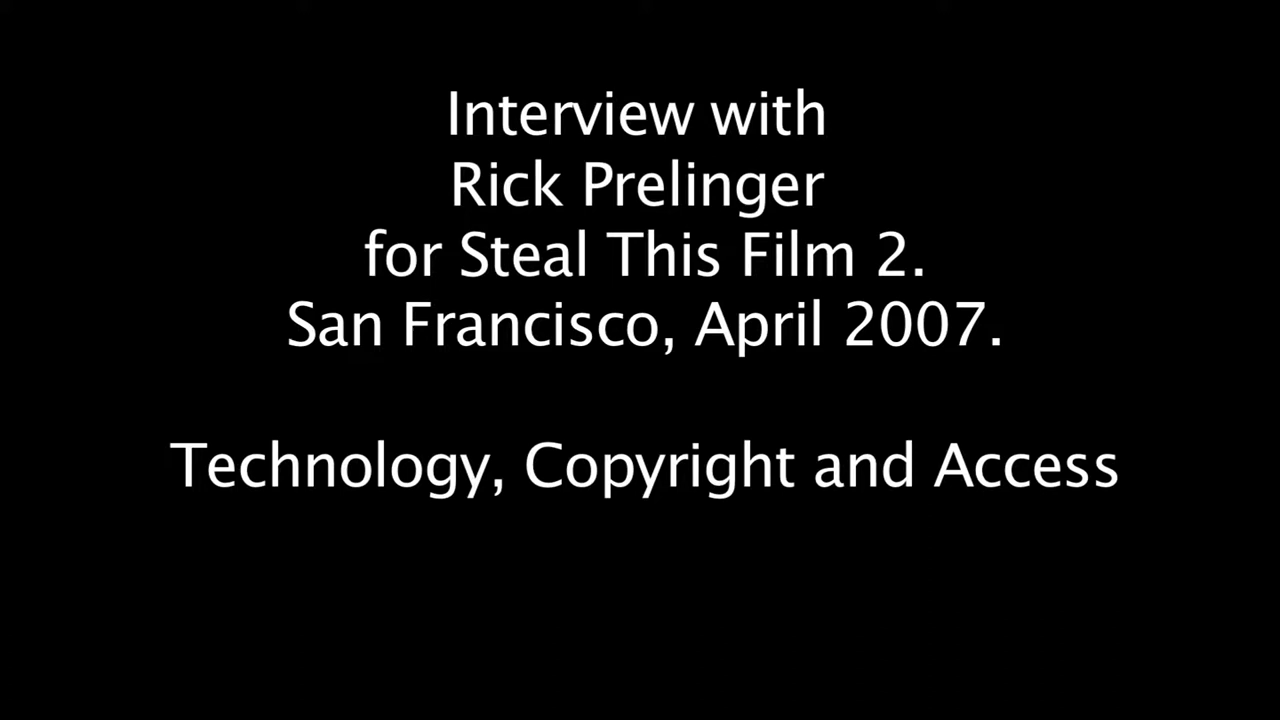 Interview with
Rick Prelinger
for Steal This Film 2.
San Francisco, April 2007.
Technology, Copyright and Access